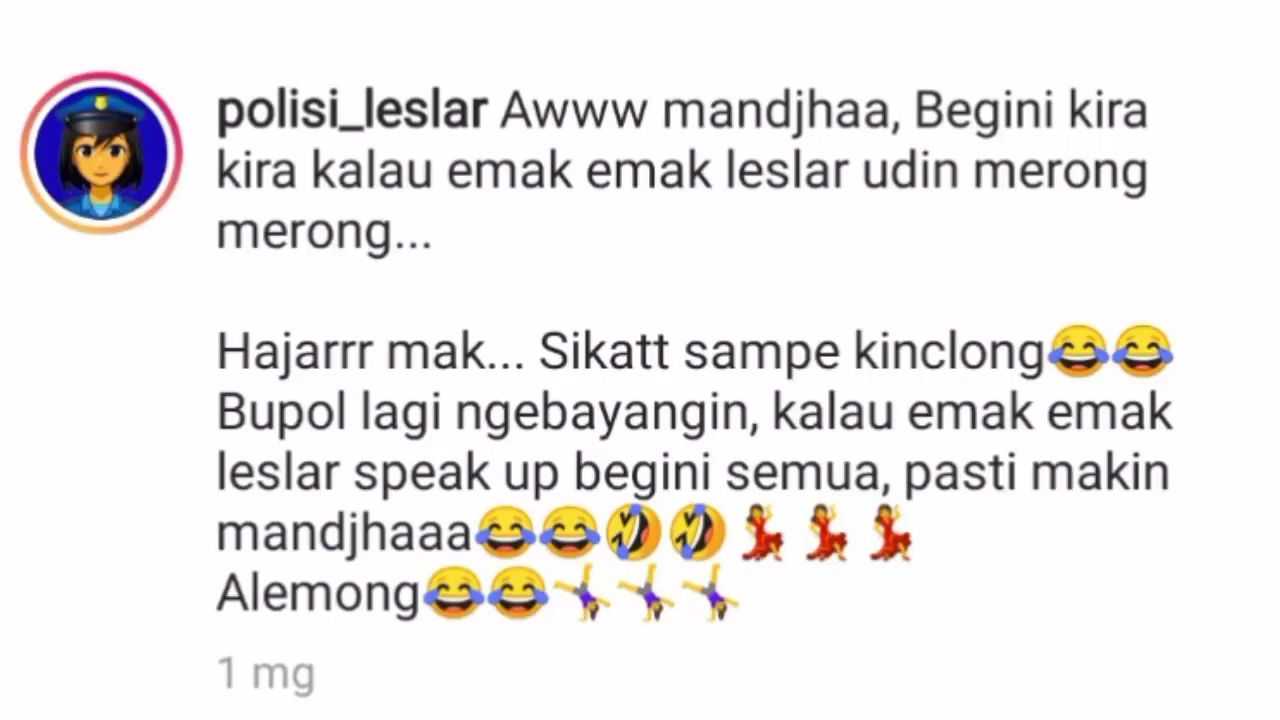 polisi_leslar Awww mandjhaa, Begini kira
kira kalau emak emak leslar udin merong
merong...
Hajarrr mak... Sikatt sampe kinclong😂😂
Bupol lagi ngebayangin, kalau emak emak
leslar speak up begini semua, pasti makin
mandjhaaa😂😂🤣🤣💃💃💃
Alemong😂😂🤸‍♀️🤸‍♀️🤸‍♀️
1 mg